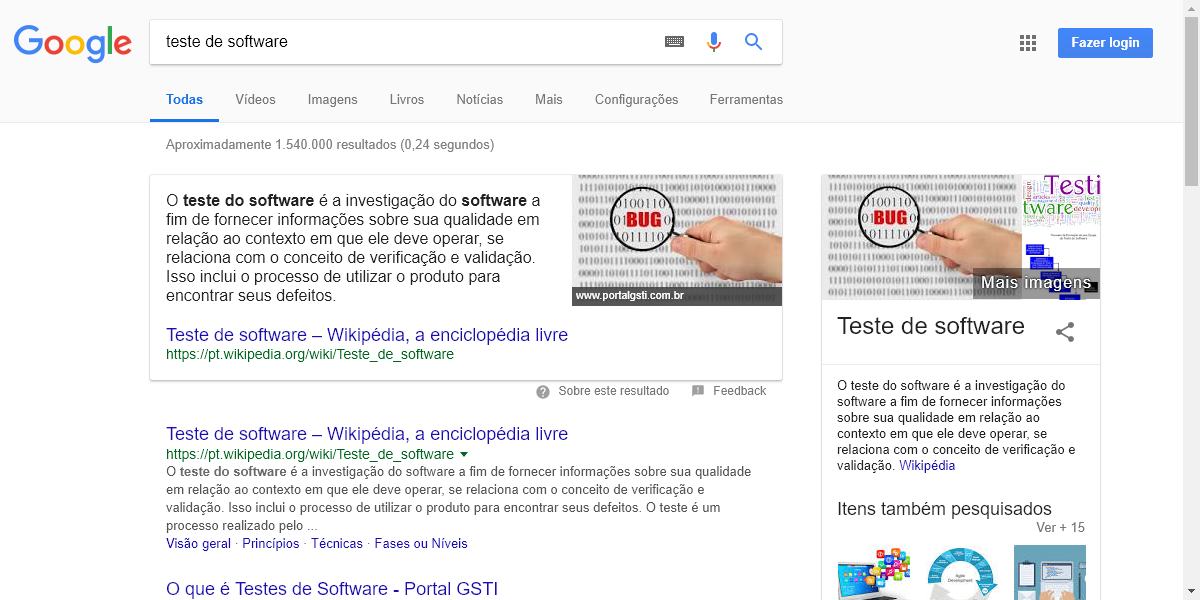 Google
teste de software
Fazer login
Todas
Vídeos
Imagens
Livros
Notícias
Mais
Configurações
Ferramentas
Aproximadamente 1.540.000 resultados (0,24 segundos)
O teste do software é a investigação do software a
fim de fornecer informações sobre sua qualidade em
relação ao contexto em que ele deve operar, se
relaciona com o conceito de verificação e validação.
Isso inclui o processo de utilizar o produto para
encontrar seus defeitos.
BUG
www.portalgsti.com.br
Teste de software – Wikipédia, a enciclopédia livre
https://pt.wikipedia.org/wiki/Teste_de_software
Sobre este resultado
Feedback
Teste de software – Wikipédia, a enciclopédia livre
https://pt.wikipedia.org/wiki/Teste_de_software
O teste do software é a investigação do software a fim de fornecer informações sobre sua qualidade
em relação ao contexto em que ele deve operar, se relaciona com o conceito de verificação e
validação. Isso inclui o processo de utilizar o produto para encontrar seus defeitos. O teste é um
processo realizado pelo ...
Visão geral · Princípios · Técnicas · Fases ou Níveis
O que é Testes de Software - Portal GSTI
BUG
Testi
tware
Mais imagens
Teste de software
O teste do software é a investigação do
software a fim de fornecer informações
sobre sua qualidade em relação ao
contexto em que ele deve operar, se
relaciona com o conceito de verificação e
validação. Wikipédia
Itens também pesquisados
Ver + 15